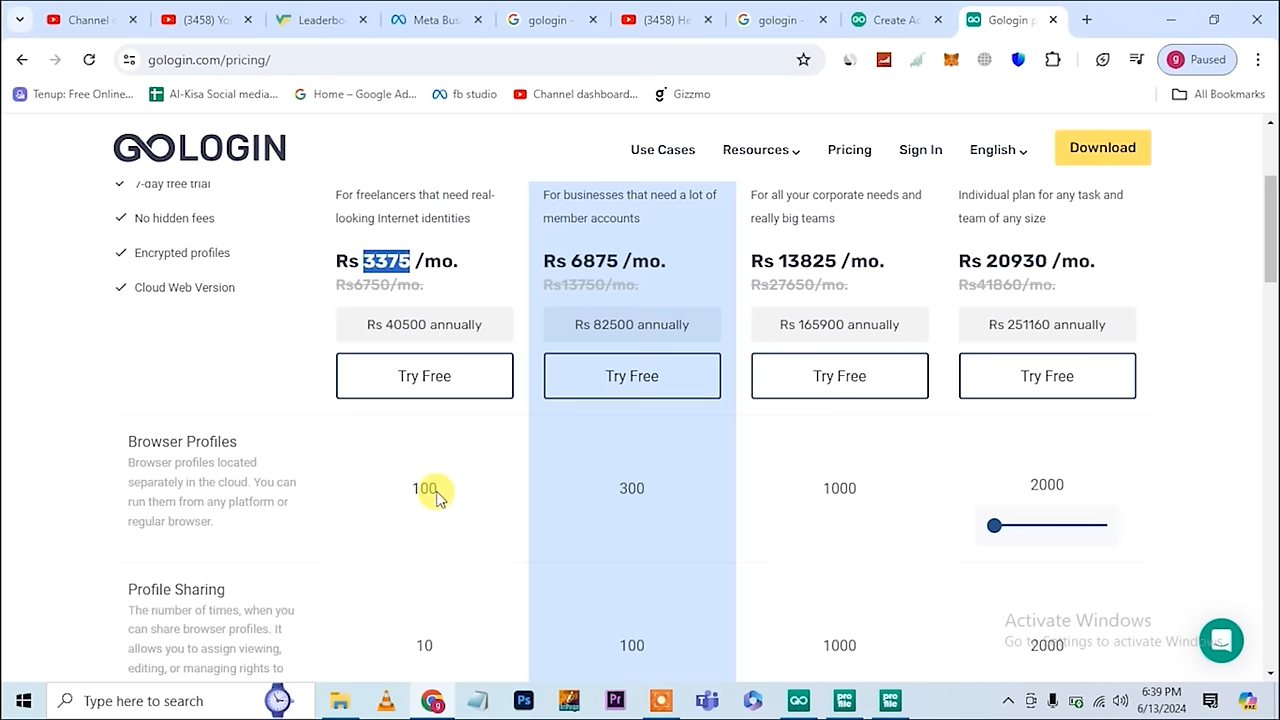 Channel c
(3458) Yo
Leaderbo
Meta Bus
gologin -
(3458) He
gologin -
Create Ac
Gologin p
gologin.com/pricing/
g Paused
Tenup: Free Online...
Al-Kisa Social media...
Home – Google Ad...
fb studio
Channel dashboard...
Gizzmo
All Bookmarks
GOLOGIN
Use Cases
Resources
Pricing
Sign In
English
Download
7-day free trial
No hidden fees
Encrypted profiles
Cloud Web Version
For freelancers that need real-
looking Internet identities
Rs 3375 /mo.
Rs6750/mo.
Rs 40500 annually
Try Free
For businesses that need a lot of
member accounts
Rs 6875 /mo.
Rs13750/mo.
Rs 82500 annually
Try Free
For all your corporate needs and
really big teams
Rs 13825 /mo.
Rs27650/mo.
Rs 165900 annually
Try Free
Individual plan for any task and
team of any size
Rs 20930 /mo.
Rs41860/mo.
Rs 251160 annually
Try Free
Browser Profiles
Browser profiles located
separately in the cloud. You can
run them from any platform or
regular browser.
100
300
1000
2000
Profile Sharing
The number of times, when you
can share browser profiles. It
allows you to assign viewing,
editing, or managing rights to
10
100
1000
2000
Activate Windows
Go to Settings to activate Windows.
Type here to search
Ps
Pr
GO
pro
file
pro
file
6:39 PM
6/13/2024